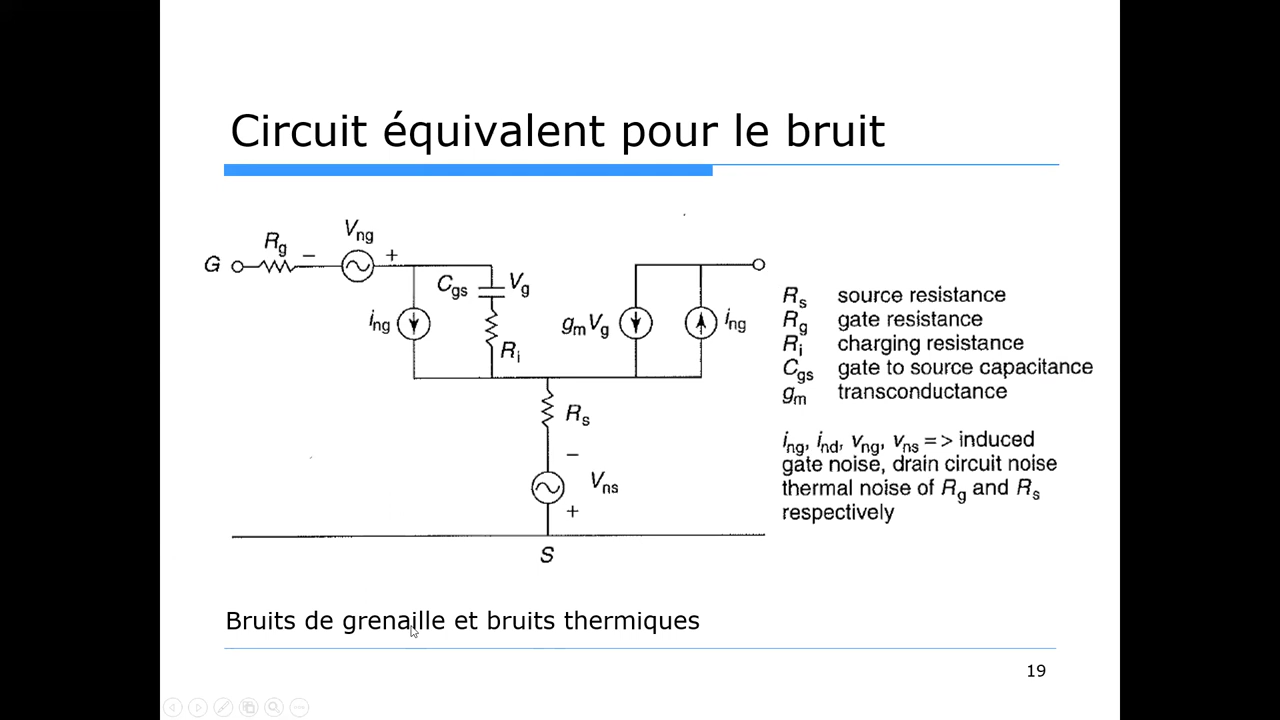 Circuit équivalent pour le bruit
Vng
Rg
G
−
+
Cgs
Vg
ing
Ri
gmVg
ing
Rs
−
Vns
+
S
Rs source resistance
Rg gate resistance
Ri charging resistance
Cgs gate to source capacitance
gm transconductance
ing, ind, vng, vns => induced
gate noise, drain circuit noise
thermal noise of Rg and Rs
respectively
Bruits de grenaille et bruits thermiques
19